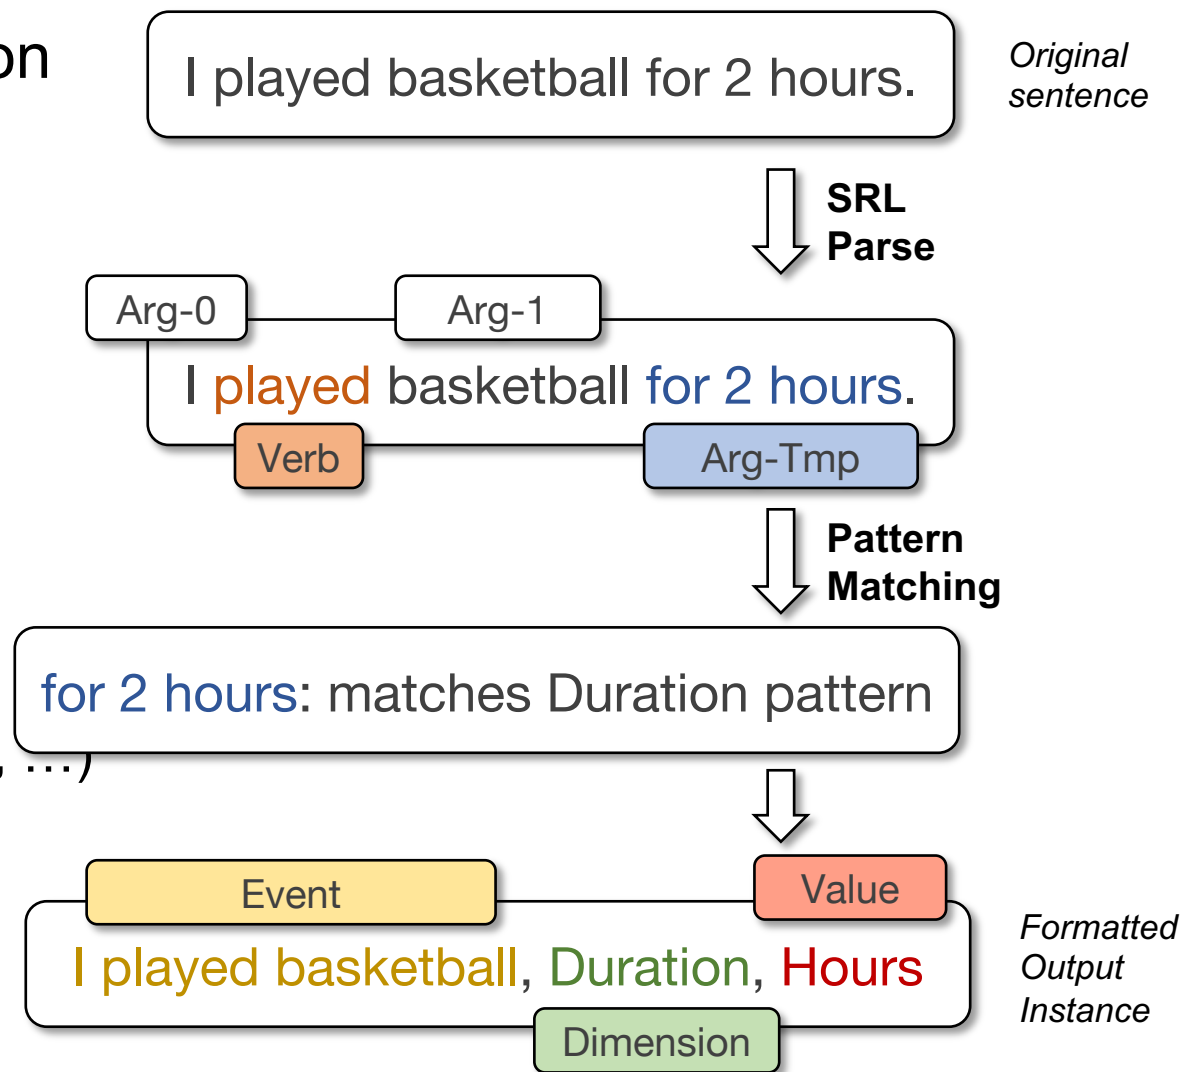 on
I played basketball for 2 hours.
Original
sentence
SRL
Parse
Arg-0
Arg-1
I played basketball for 2 hours.
Verb
Arg-Tmp
Pattern
Matching
for 2 hours: matches Duration pattern
, …)
Event
Value
I played basketball, Duration, Hours
Dimension
Formatted
Output
Instance